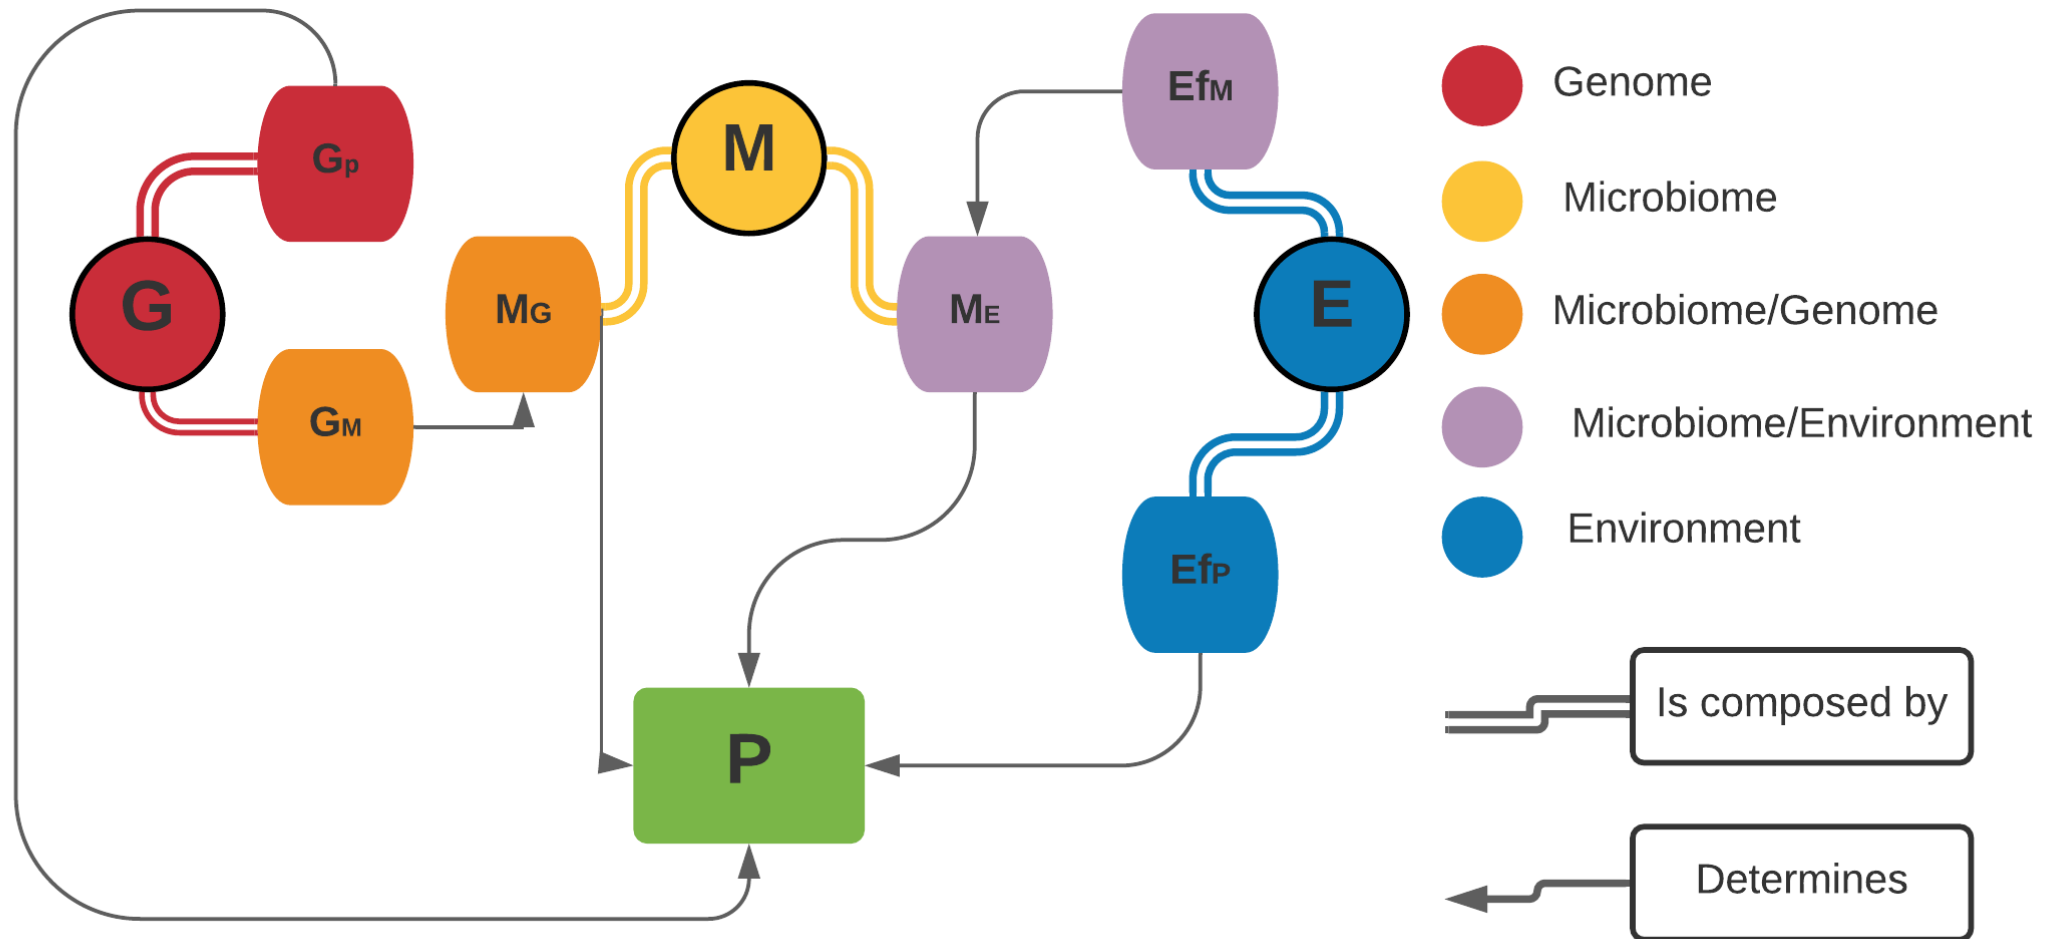 Gp
G
GM
MG
M
ME
EfM
E
EfP
P
Genome
Microbiome
Microbiome/Genome
Microbiome/Environment
Environment
Is composed by
Determines